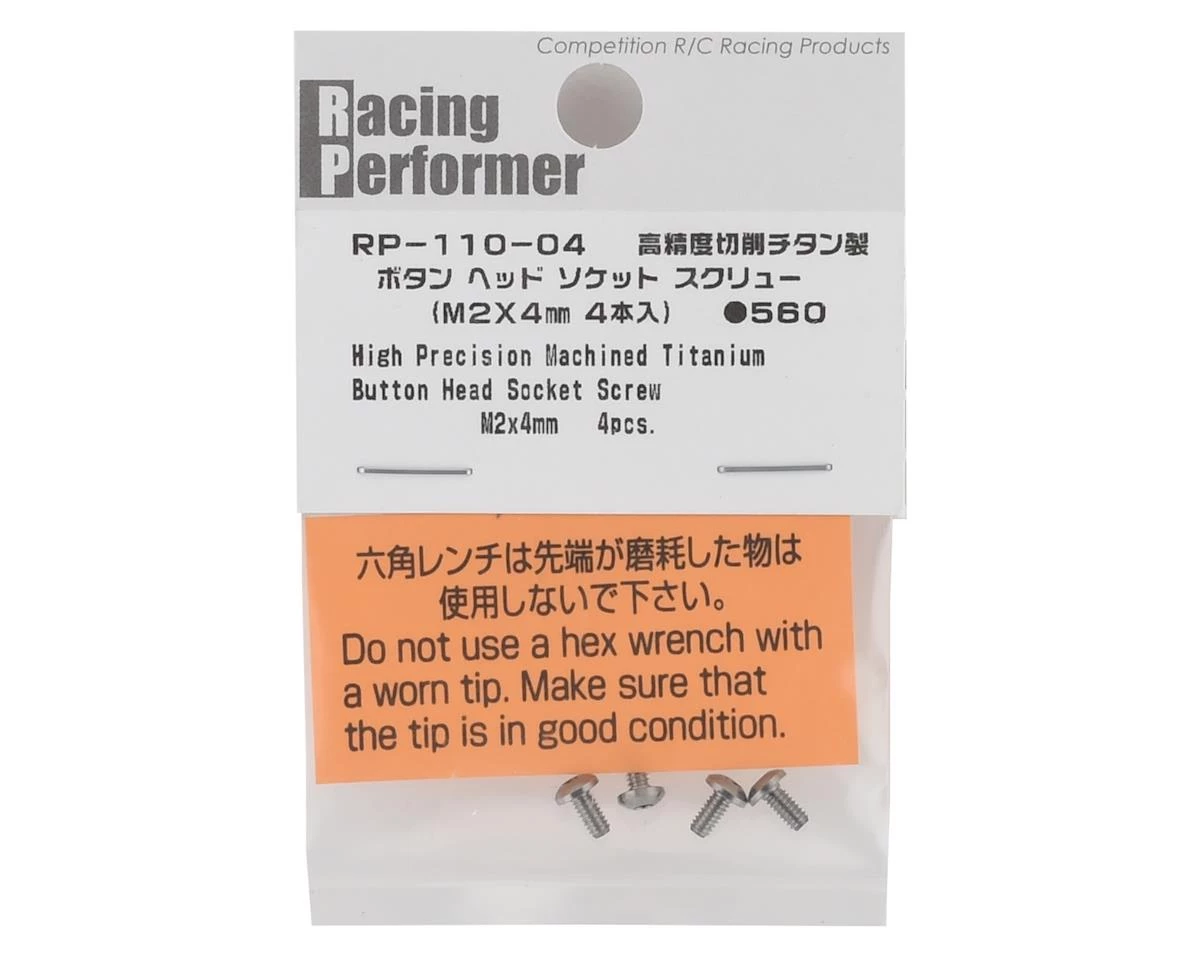 Competition R/C Racing Products
Racing
Performer
RP-110-04 高精度切削チタン製
ボタン ヘッド ソケット スクリュー
(M2X4mm 4本入) ●560
High Precision Machined Titanium
Button Head Socket Screw
M2x4mm 4pcs.
六角レンチは先端が磨耗した物は
使用しないで下さい。
Do not use a hex wrench with
a worn tip. Make sure that
the tip is in good condition.